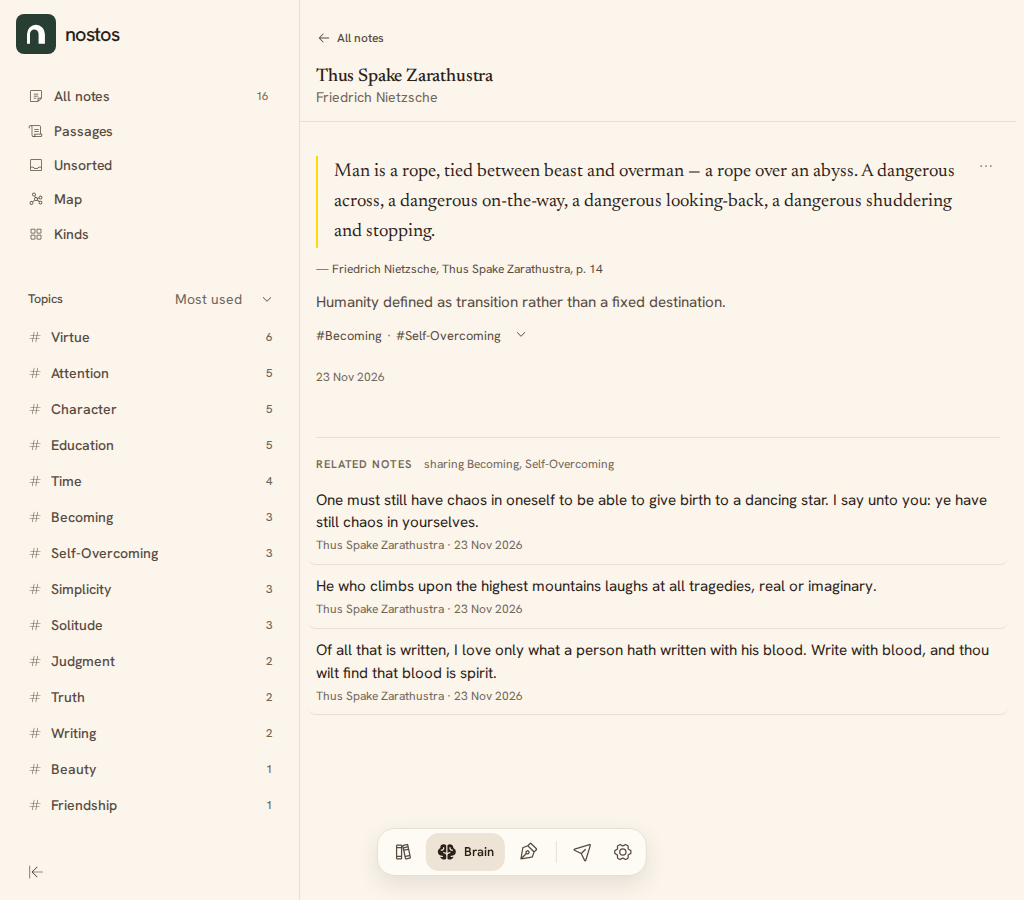 nostos
All notes 16
Passages
Unsorted
Map
Kinds
Topics Most used
# Virtue 6
# Attention 5
# Character 5
# Education 5
# Time 4
# Becoming 3
# Self-Overcoming 3
# Simplicity 3
# Solitude 3
# Judgment 2
# Truth 2
# Writing 2
# Beauty 1
# Friendship 1
← All notes
Thus Spake Zarathustra
Friedrich Nietzsche
Man is a rope, tied between beast and overman — a rope over an abyss. A dangerous
across, a dangerous on-the-way, a dangerous looking-back, a dangerous shuddering
and stopping.
— Friedrich Nietzsche, Thus Spake Zarathustra, p. 14
Humanity defined as transition rather than a fixed destination.
#Becoming · #Self-Overcoming
23 Nov 2026
RELATED NOTES sharing Becoming, Self-Overcoming
One must still have chaos in oneself to be able to give birth to a dancing star. I say unto you: ye have
still chaos in yourselves.
Thus Spake Zarathustra · 23 Nov 2026
He who climbs upon the highest mountains laughs at all tragedies, real or imaginary.
Thus Spake Zarathustra · 23 Nov 2026
Of all that is written, I love only what a person hath written with his blood. Write with blood, and thou
wilt find that blood is spirit.
Thus Spake Zarathustra · 23 Nov 2026
Brain